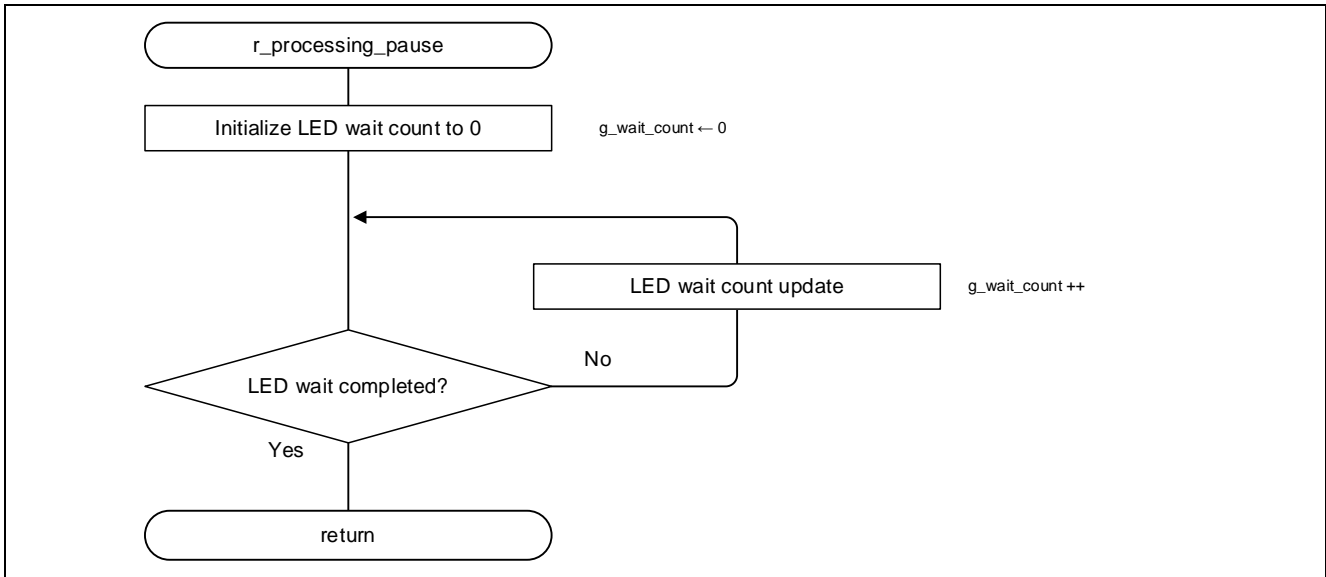 r_processing_pause
Initialize LED wait count to 0
g_wait_count ← 0
LED wait count update
g_wait_count ++
No
LED wait completed?
Yes
return